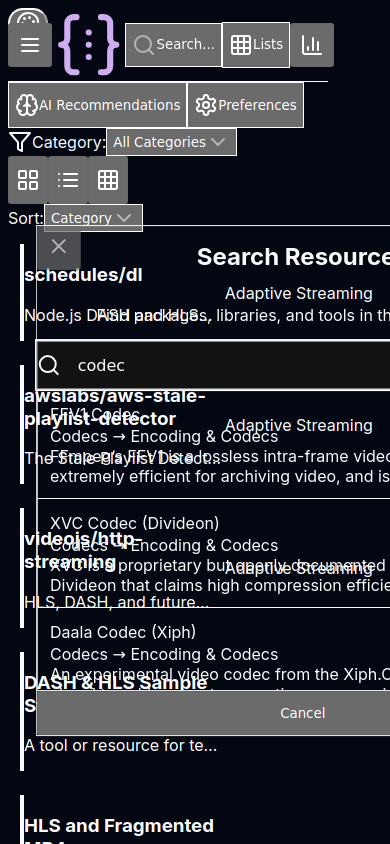 {:}
Search...
Lists
AI Recommendations
Preferences
Category:
All Categories
Sort:
Category
Search Resource
schedules/dl
Adaptive Streaming
Node.js DASH and HLS...
packages, libraries, and tools in th
codec
awslabs/aws-stale-
playlist-detector
FFV1 Codec
Adaptive Streaming
Codecs → Encoding & Codecs
The Stale Playlist Detect...
FFmpeg's FFV1 is a lossless intra-frame video
extremely efficient for archiving video, and is
XVC Codec (Divideon)
videojs/http-
streaming
Codecs → Encoding & Codecs
XVC is a proprietary but openly documented
Adaptive Streaming
Divideon that claims high compression efficie
HLS, DASH, and future...
Daala Codec (Xiph)
Codecs → Encoding & Codecs
An experimental video codec from the Xiph.C
DASH & HLS Sample
S
Cancel
A tool or resource for te...
HLS and Fragmented
MP4